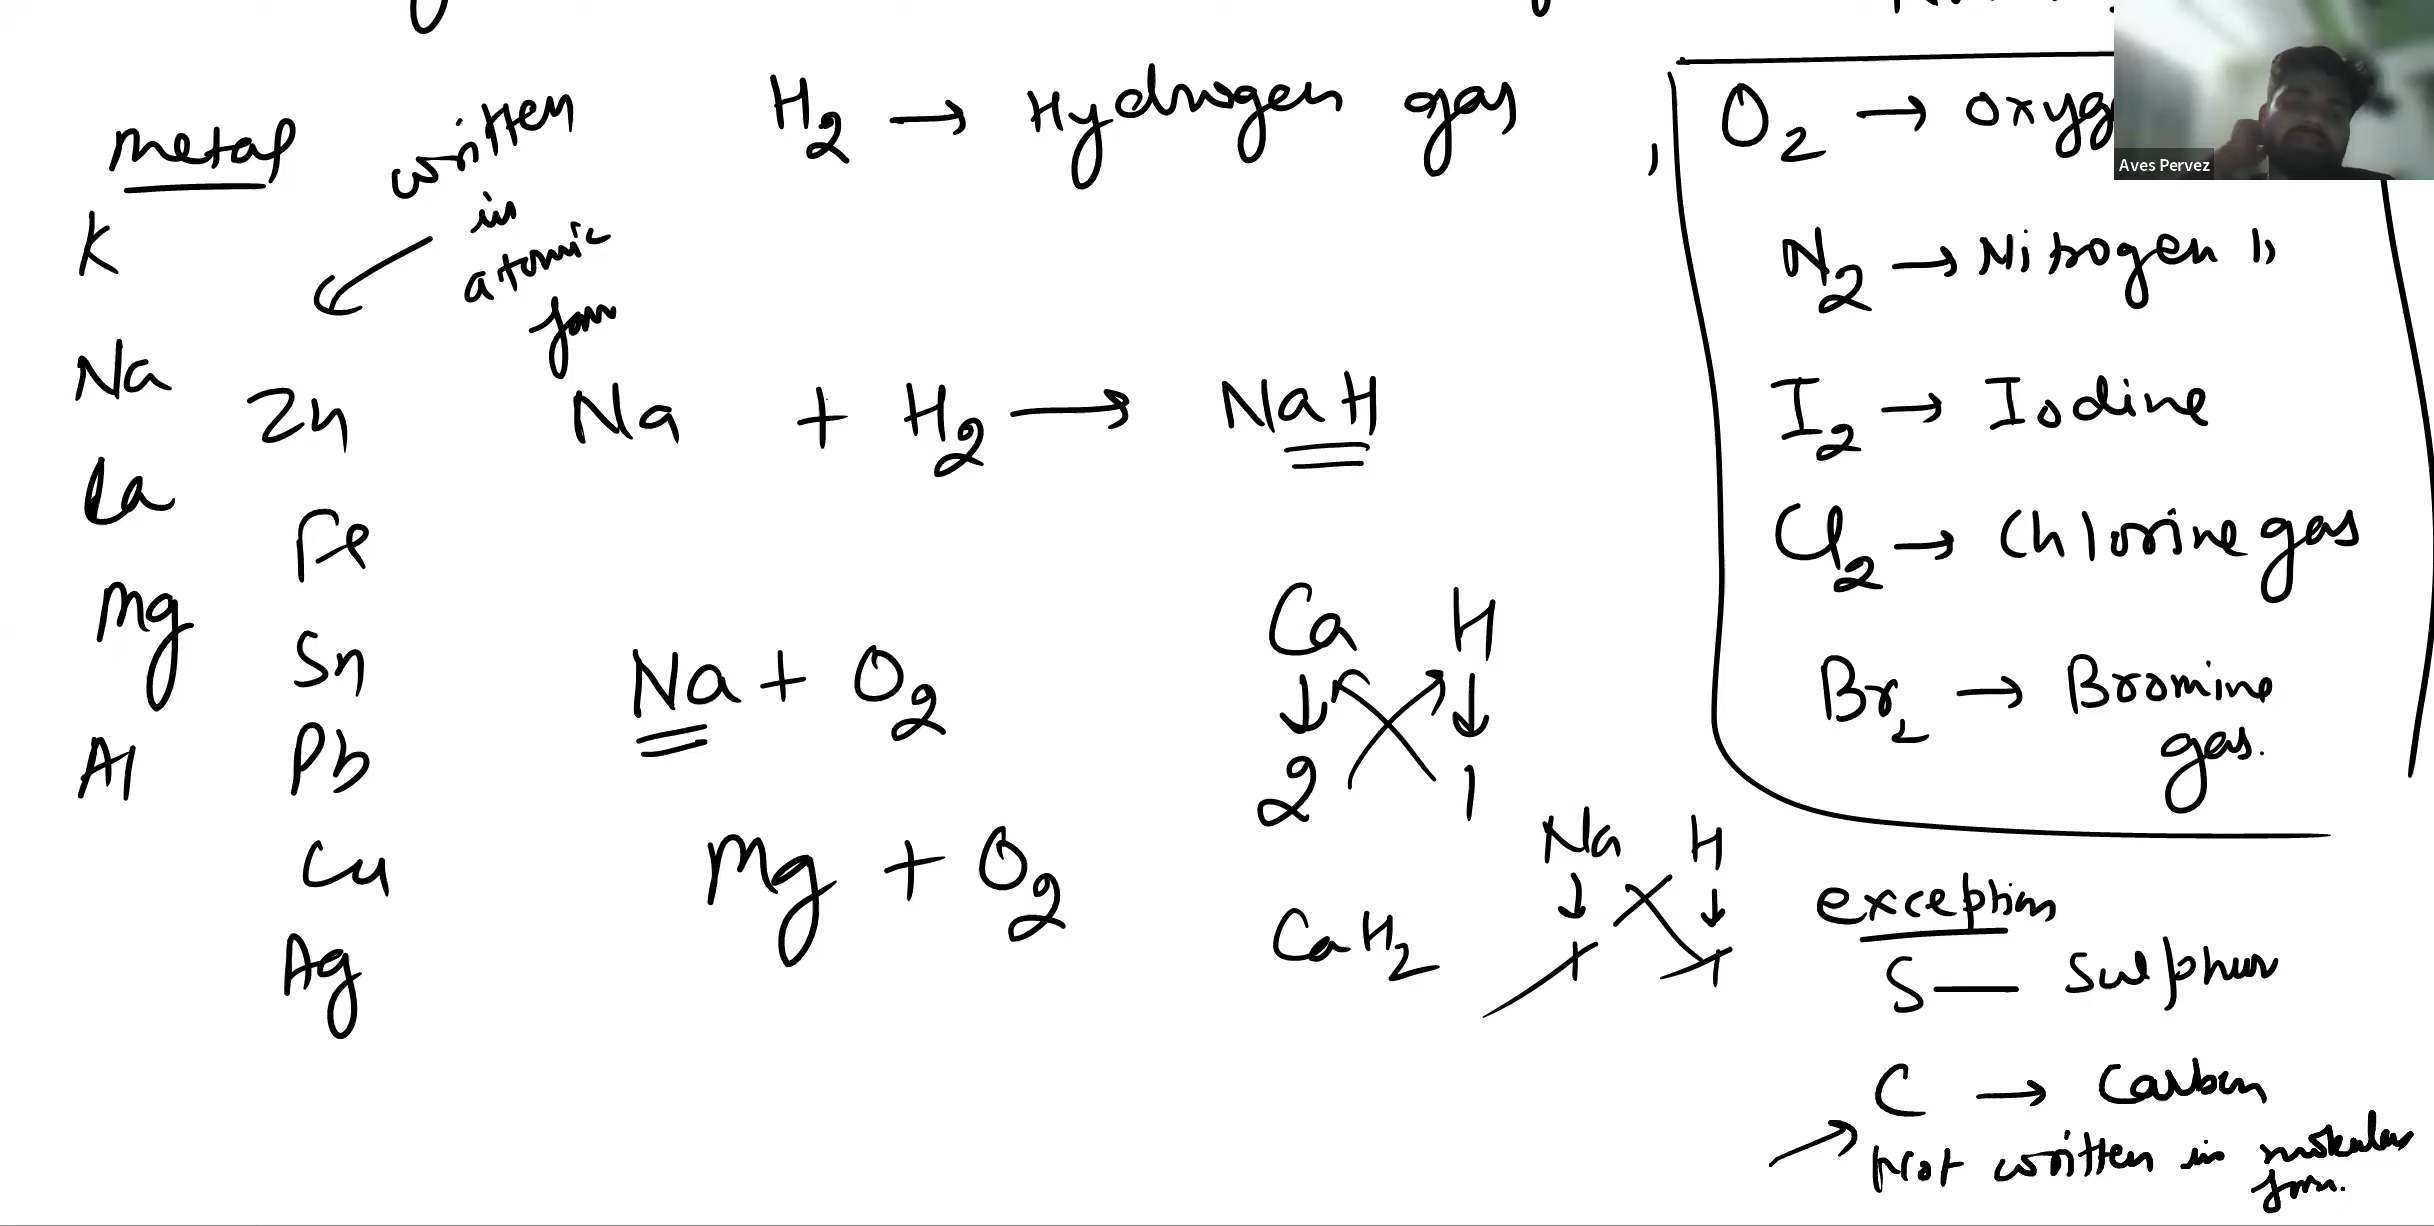 metal
written
in
atomic
form
H2 → Hydrogen gas ,
K
Na
Ca
Mg
Al
Zn
Fe
Sn
Pb
Cu
Ag
Na + H2 → NaH
Na + O2
Mg + O2
Ca H
2 1
CaH2
Na H
1 1
O2 → oxyg
N2 → Nitrogen "
I2 → Iodine
Cl2 → Chlorine gas
Br2 → Bromine
gas.
exception
S — Sulphur
C → Carbon
Not written in molecular
form.
Aves Pervez